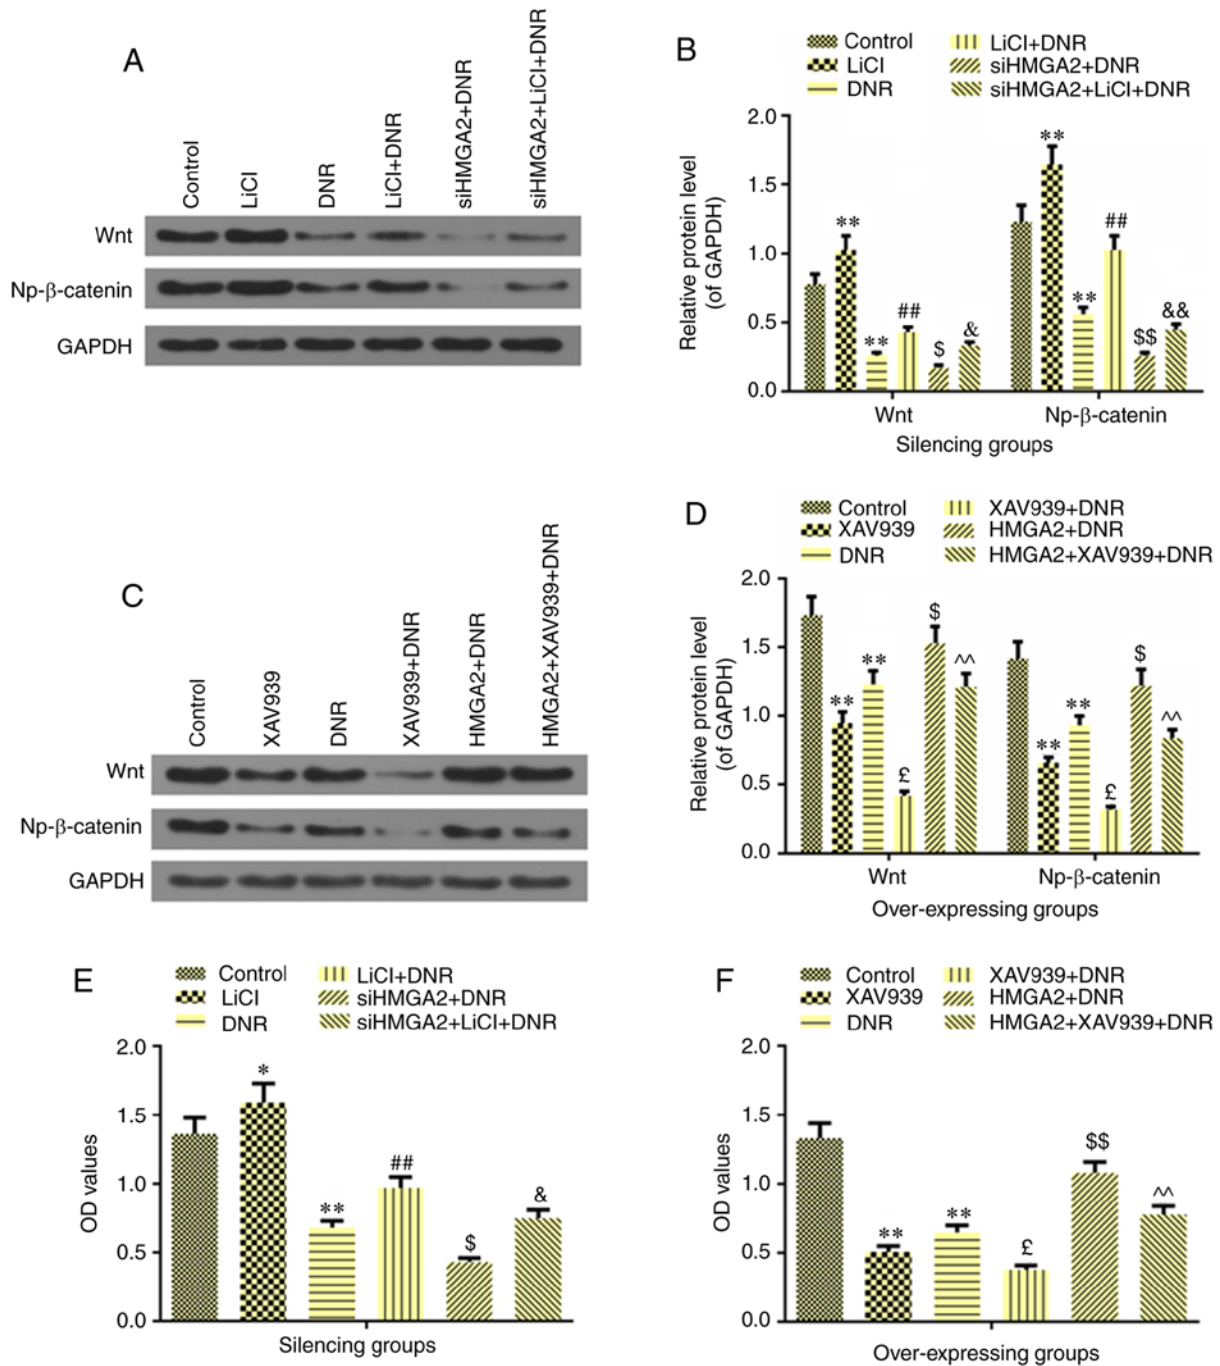 A
Control
LiCl
DNR
LiCl+DNR
siHMGA2+DNR
siHMGA2+LiCl+DNR
Wnt
Np-β-catenin
GAPDH
B
Control
LiCl
DNR
LiCl+DNR
siHMGA2+DNR
siHMGA2+LiCl+DNR
Relative protein level
(of GAPDH)
2.0
1.5
1.0
0.5
0.0
**
**
##
$
&
**
**
##
$$
&&
Wnt
Np-β-catenin
Silencing groups
C
Control
XAV939
DNR
XAV939+DNR
HMGA2+DNR
HMGA2+XAV939+DNR
Wnt
Np-β-catenin
GAPDH
D
Control
XAV939
DNR
XAV939+DNR
HMGA2+DNR
HMGA2+XAV939+DNR
Relative protein level
(of GAPDH)
2.0
1.5
1.0
0.5
0.0
**
**
£
$
^^
**
**
£
$
^^
Wnt
Np-β-catenin
Over-expressing groups
E
Control
LiCl
DNR
LiCl+DNR
siHMGA2+DNR
siHMGA2+LiCl+DNR
OD values
2.0
1.5
1.0
0.5
0.0
*
**
##
$
&
Silencing groups
F
Control
XAV939
DNR
XAV939+DNR
HMGA2+DNR
HMGA2+XAV939+DNR
OD values
2.0
1.5
1.0
0.5
0.0
**
**
£
$$
^^
Over-expressing groups